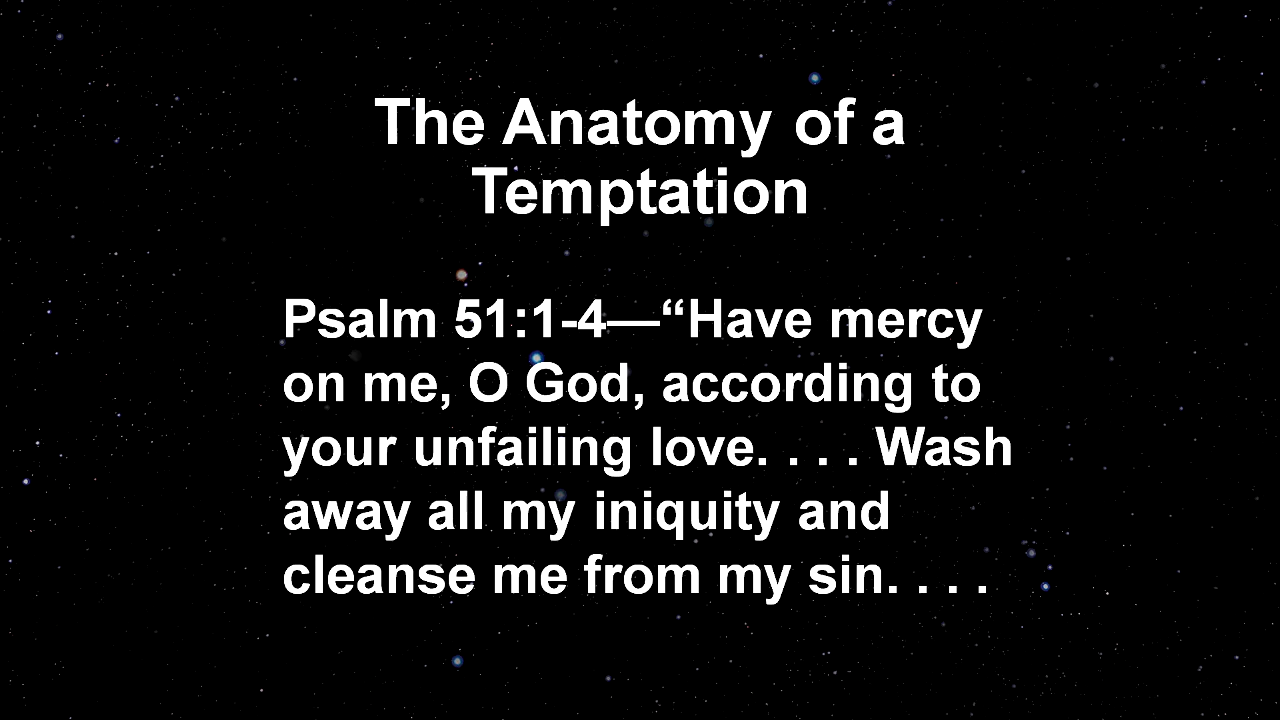 The Anatomy of a
Temptation
Psalm 51:1-4—“Have mercy
on me, O God, according to
your unfailing love. . . . Wash
away all my iniquity and
cleanse me from my sin. . . .